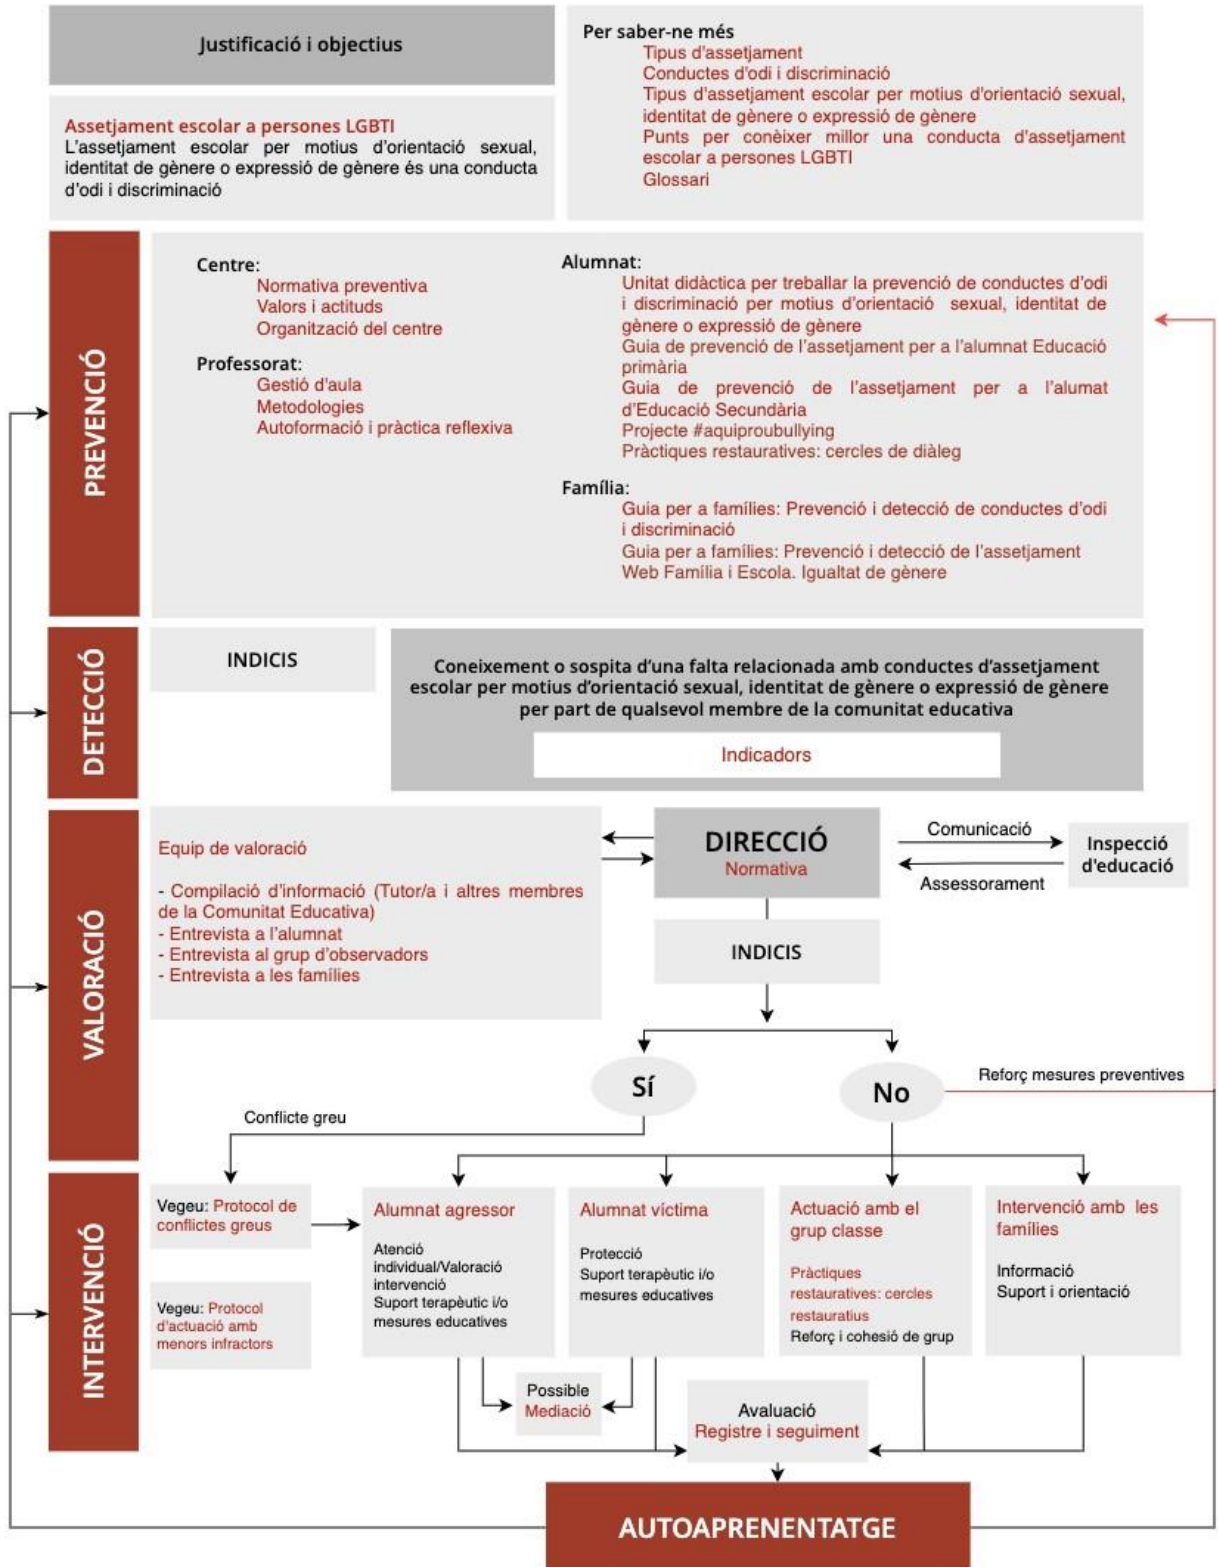 Justificació i objectius
Assetjament escolar a persones LGBTI
L'assetjament escolar per motius d'orientació sexual,
identitat de gènere o expressió de gènere és una conducta
d'odi i discriminació
Per saber-ne més
Tipus d'assetjament
Conductes d'odi i discriminació
Tipus d'assetjament escolar per motius d'orientació sexual,
identitat de gènere o expressió de gènere
Punts per conèixer millor una conducta d'assetjament
escolar a persones LGBTI
Glossari
PREVENCIÓ
Centre:
Normativa preventiva
Valors i actituds
Organització del centre
Professorat:
Gestió d'aula
Metodologies
Autoformació i pràctica reflexiva
Alumnat:
Unitat didàctica per treballar la prevenció de conductes d'odi
i discriminació per motius d'orientació sexual, identitat de
gènere o expressió de gènere
Guia de prevenció de l'assetjament per a l'alumnat Educació
primària
Guia de prevenció de l'assetjament per a l'alumat
d'Educació Secundària
Projecte #aquiproubullying
Pràctiques restauratives: cercles de diàleg
Família:
Guia per a famílies: Prevenció i detecció de conductes d'odi
i discriminació
Guia per a famílies: Prevenció i detecció de l'assetjament
Web Família i Escola. Igualtat de gènere
DETECCIÓ
INDICIS
Coneixement o sospita d'una falta relacionada amb conductes d'assetjament
escolar per motius d'orientació sexual, identitat de gènere o expressió de gènere
per part de qualsevol membre de la comunitat educativa
Indicadors
VALORACIÓ
Equip de valoració
- Compilació d'informació (Tutor/a i altres membres
de la Comunitat Educativa)
- Entrevista a l'alumnat
- Entrevista al grup d'observadors
- Entrevista a les famílies
DIRECCIÓ
Normativa
Comunicació
Assessorament
Inspecció
d'educació
INDICIS
Sí
No
Reforç mesures preventives
Conflicte greu
INTERVENCIÓ
Vegeu: Protocol de
conflictes greus
Vegeu: Protocol
d'actuació amb
menors infractors
Alumnat agressor
Atenció
individual/Valoració
intervenció
Suport terapèutic i/o
mesures educatives
Alumnat víctima
Protecció
Suport terapèutic i/o
mesures educatives
Actuació amb el
grup classe
Pràctiques
restauratives: cercles
restauratius
Reforç i cohesió de grup
Intervenció amb les
famílies
Informació
Suport i orientació
Possible
Mediació
Avaluació
Registre i seguiment
AUTOAPRENENTATGE